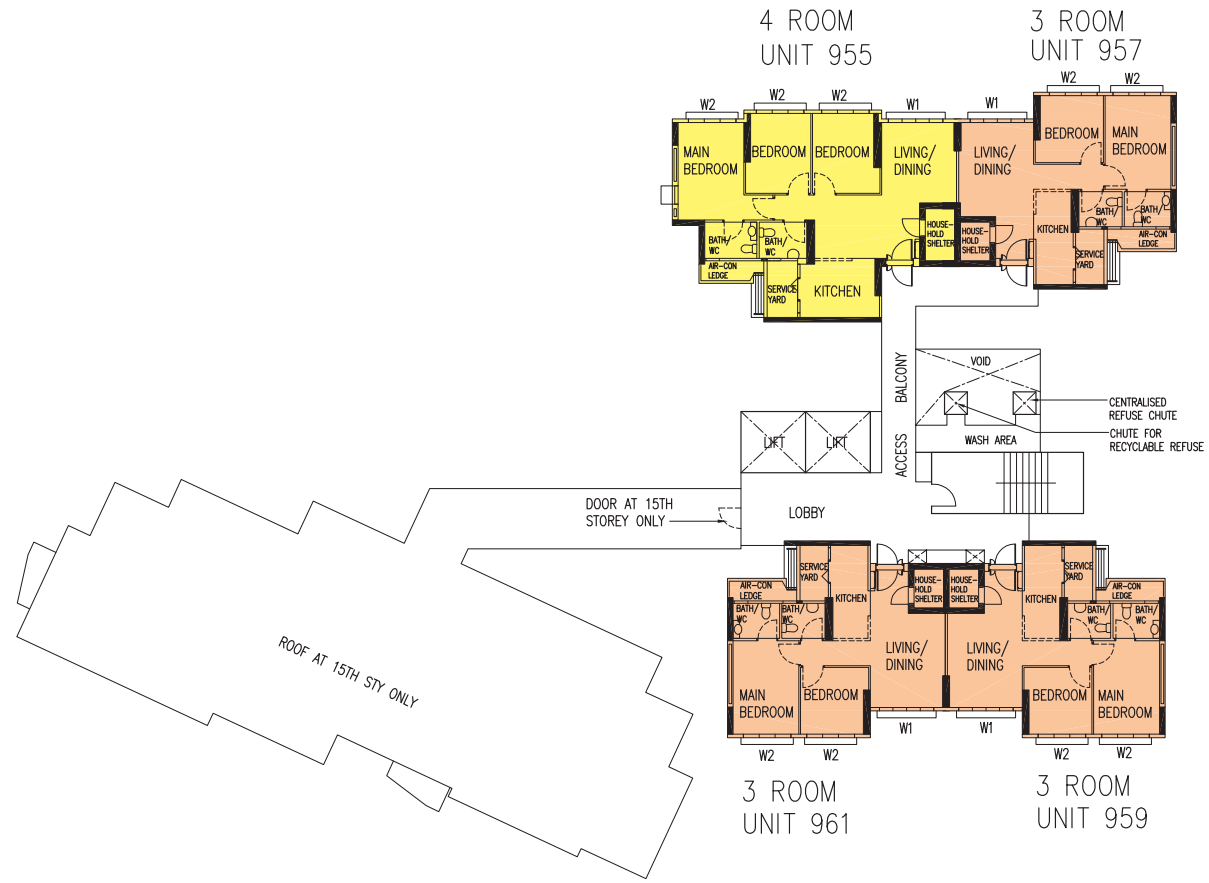 4 ROOM
UNIT 955
3 ROOM
UNIT 957
W2
W2
W2
W1
W1
W2
W2
MAIN
BEDROOM
BEDROOM
BEDROOM
LIVING/
DINING
LIVING/
DINING
BEDROOM
MAIN
BEDROOM
BATH/
WC
BATH/
WC
HOUSE-
HOLD
SHELTER
HOUSE-
HOLD
SHELTER
KITCHEN
BATH/
WC
BATH/
WC
AIR-CON
LEDGE
AIR-CON
LEDGE
SERVICE
YARD
KITCHEN
SERVICE
YARD
ACCESS BALCONY
VOID
CENTRALISED
REFUSE CHUTE
CHUTE FOR
RECYCLABLE REFUSE
WASH AREA
LIFT
LIFT
DOOR AT 15TH
STOREY ONLY
LOBBY
ROOF AT 15TH STY ONLY
SERVICE
YARD
KITCHEN
HOUSE-
HOLD
SHELTER
HOUSE-
HOLD
SHELTER
KITCHEN
SERVICE
YARD
AIR-CON
LEDGE
AIR-CON
LEDGE
BATH/
WC
BATH/
WC
BATH/
WC
BATH/
WC
LIVING/
DINING
LIVING/
DINING
MAIN
BEDROOM
BEDROOM
BEDROOM
MAIN
BEDROOM
W2
W2
W1
W1
W2
W2
3 ROOM
UNIT 961
3 ROOM
UNIT 959